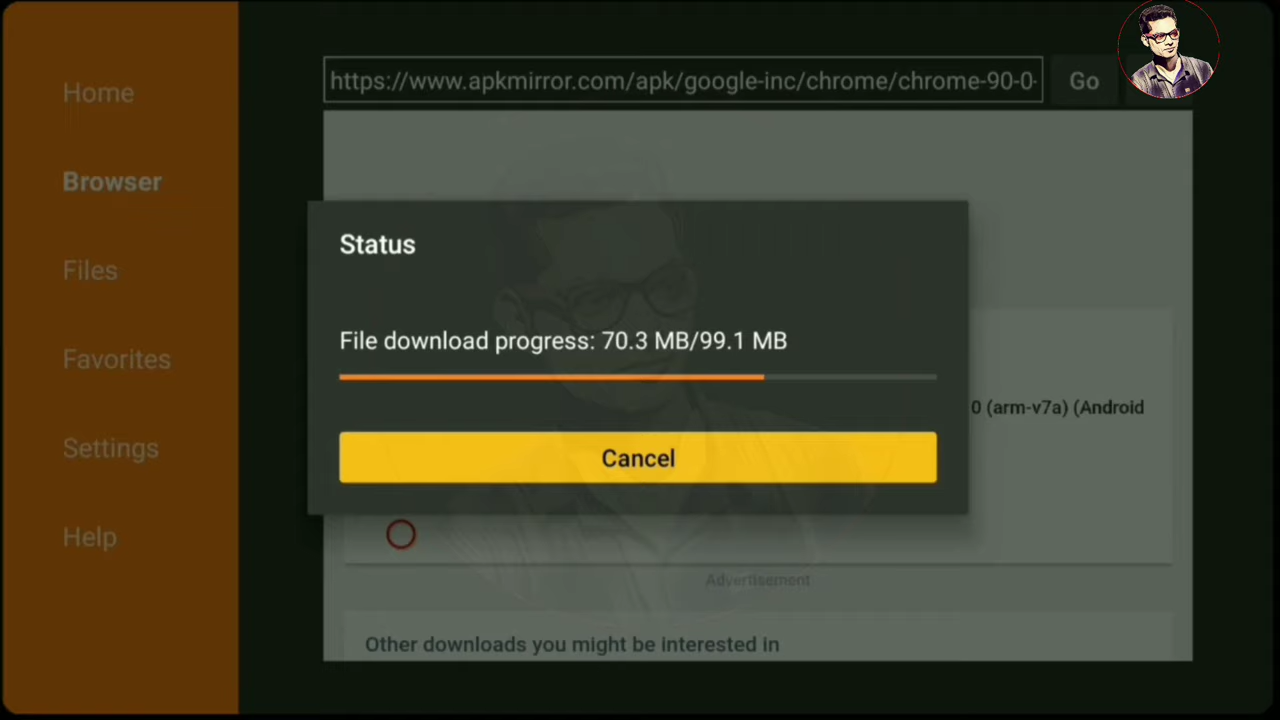 Home
Browser
Files
Favorites
Settings
Help
https://www.apkmirror.com/apk/google-inc/chrome/chrome-90-0-
Go
Status
File download progress: 70.3 MB/99.1 MB
Cancel
0 (arm-v7a) (Android
Advertisement
Other downloads you might be interested in